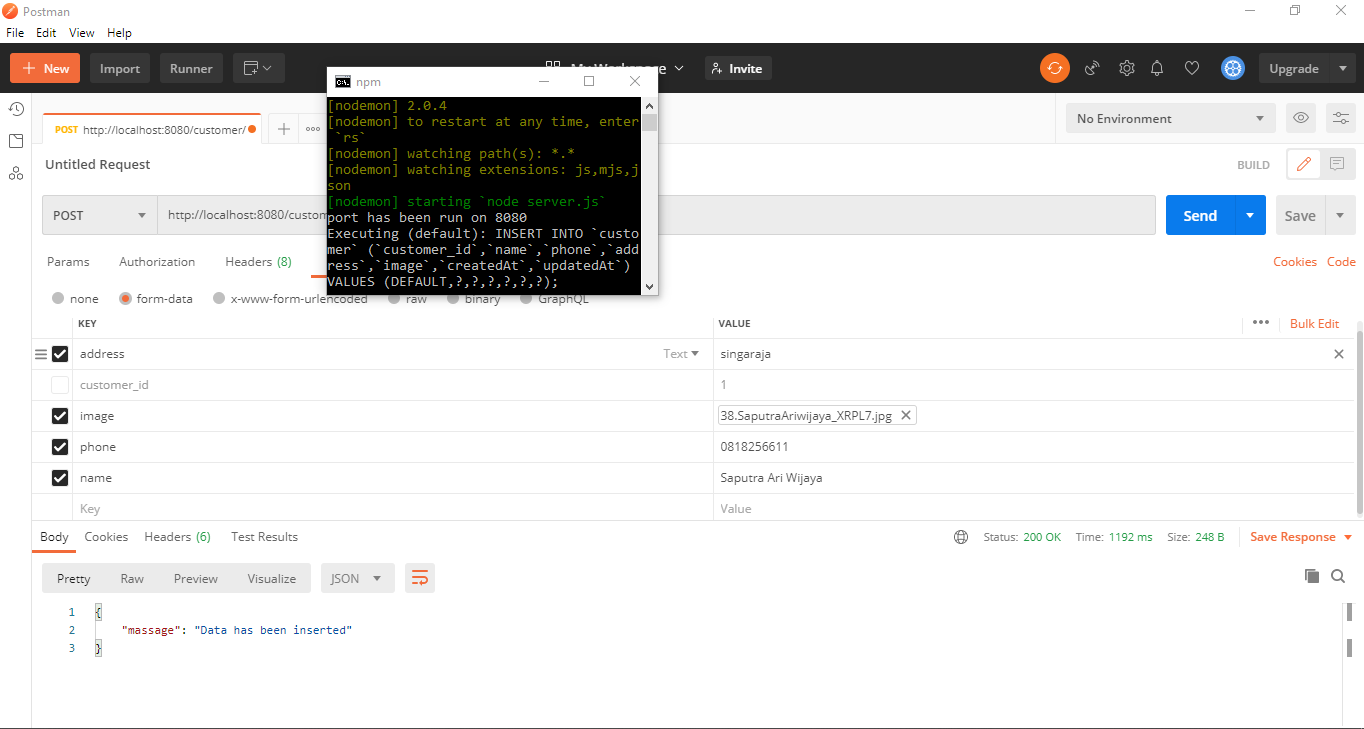 Postman
File Edit View Help
New Import Runner My Workspace Invite Upgrade
npm
[nodemon] 2.0.4
[nodemon] to restart at any time, enter
`rs`
[nodemon] watching path(s): *.*
[nodemon] watching extensions: js,mjs,j
son
[nodemon] starting `node server.js`
port has been run on 8080
Executing (default): INSERT INTO `custo
mer` (`customer_id`,`name`,`phone`,`add
ress`,`image`,`createdAt`,`updatedAt`)
VALUES (DEFAULT,?,?,?,?,?,?);
POST http://localhost:8080/customer/
No Environment
Untitled Request
BUILD
POST http://localhost:8080/custom
Send Save
Params Authorization Headers (8)
Cookies Code
none form-data x-www-form-urlencoded raw binary GraphQL
KEY VALUE
Bulk Edit
address Text singaraja
customer_id 1
image 38.SaputraAriwijaya_XRPL7.jpg
phone 0818256611
name Saputra Ari Wijaya
Key Value
Body Cookies Headers (6) Test Results
Status: 200 OK Time: 1192 ms Size: 248 B Save Response
Pretty Raw Preview Visualize JSON
1 {
2 "massage": "Data has been inserted"
3 }